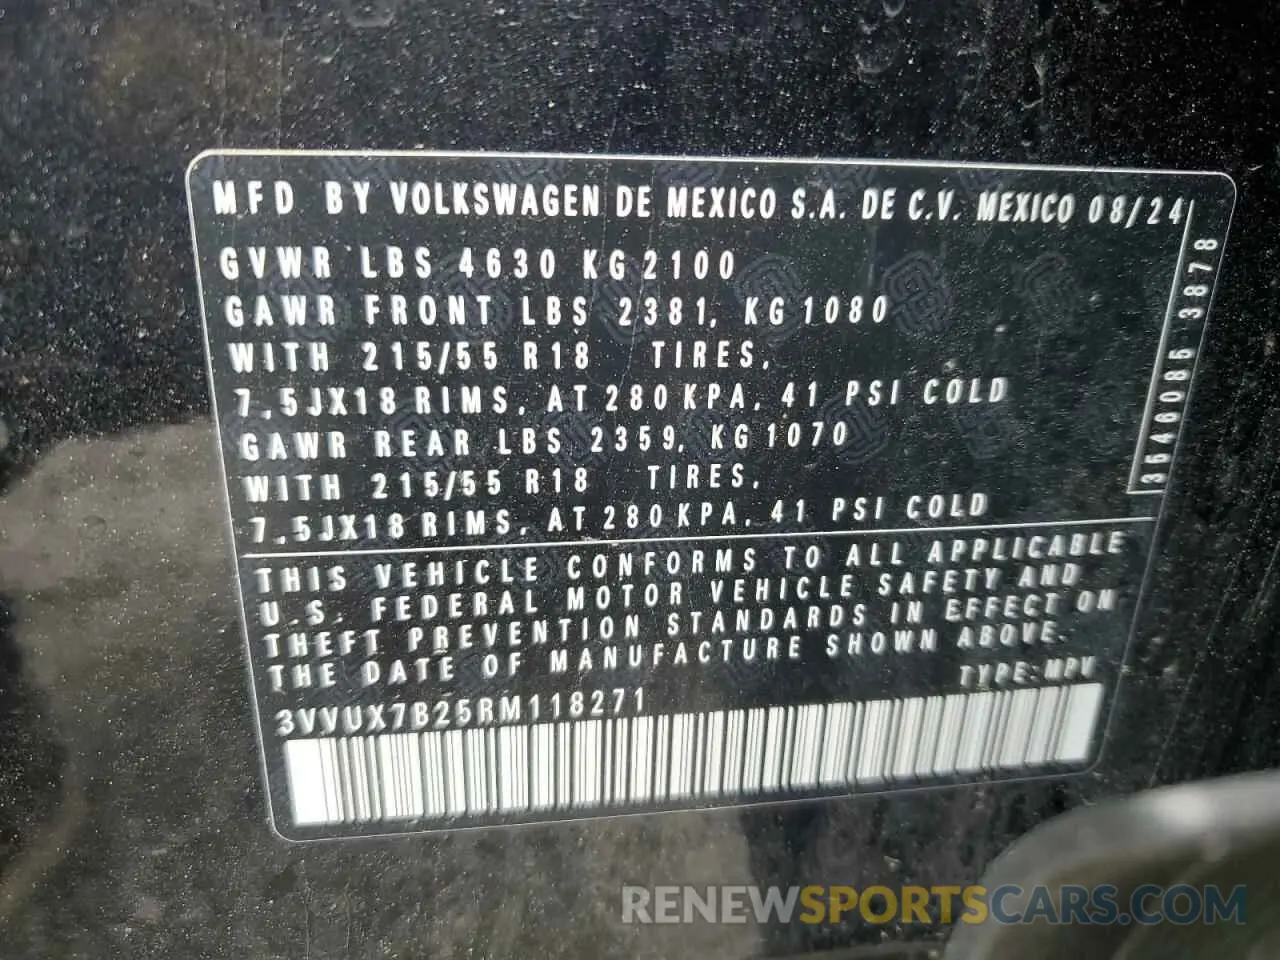 MFD BY VOLKSWAGEN DE MEXICO S.A. DE C.V. MEXICO 08/24
GVWR LBS 4630 KG 2100
GAWR FRONT LBS 2381, KG 1080
WITH 215/55 R18 TIRES,
7.5JX18 RIMS, AT 280 KPA, 41 PSI COLD
GAWR REAR LBS 2359, KG 1070
WITH 215/55 R18 TIRES,
7.5JX18 RIMS, AT 280 KPA, 41 PSI COLD
3546085 3878
THIS VEHICLE CONFORMS TO ALL APPLICABLE
U.S. FEDERAL MOTOR VEHICLE SAFETY AND
THEFT PREVENTION STANDARDS IN EFFECT ON
THE DATE OF MANUFACTURE SHOWN ABOVE.
TYPE: MPV
3VVUX7B25RM118271
RENEWSPORTSCARS.COM